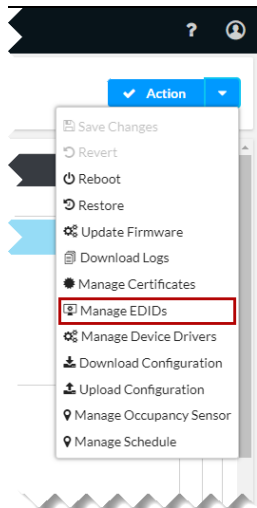 ?
Action
Save Changes
Revert
Reboot
Restore
Update Firmware
Download Logs
Manage Certificates
Manage EDIDs
Manage Device Drivers
Download Configuration
Upload Configuration
Manage Occupancy Sensor
Manage Schedule